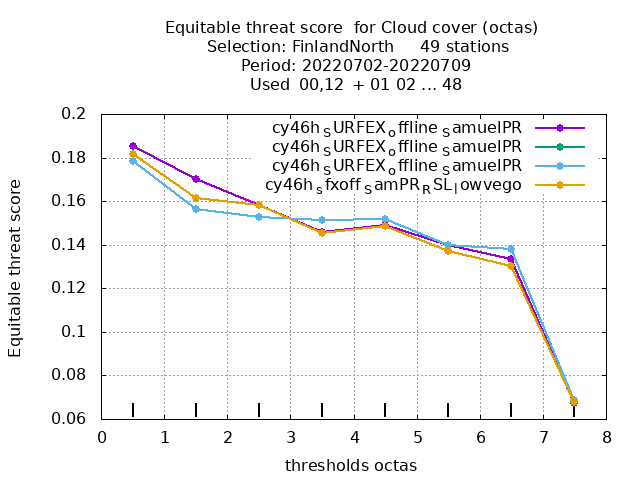 Equitable threat score  for Cloud cover (octas)
Selection: FinlandNorth     49 stations
Period: 20220702-20220709
Used  00,12  + 01 02 ... 48
cy46h_SURFEX_offline_SamuelPR
cy46h_SURFEX_offline_SamuelPR
cy46h_SURFEX_offline_SamuelPR
cy46h_sfxoff_SamPR_RSL_lowvego
0.2
0.18
0.16
0.14
0.12
0.1
0.08
0.06
Equitable threat score
0 1 2 3 4 5 6 7 8
thresholds octas